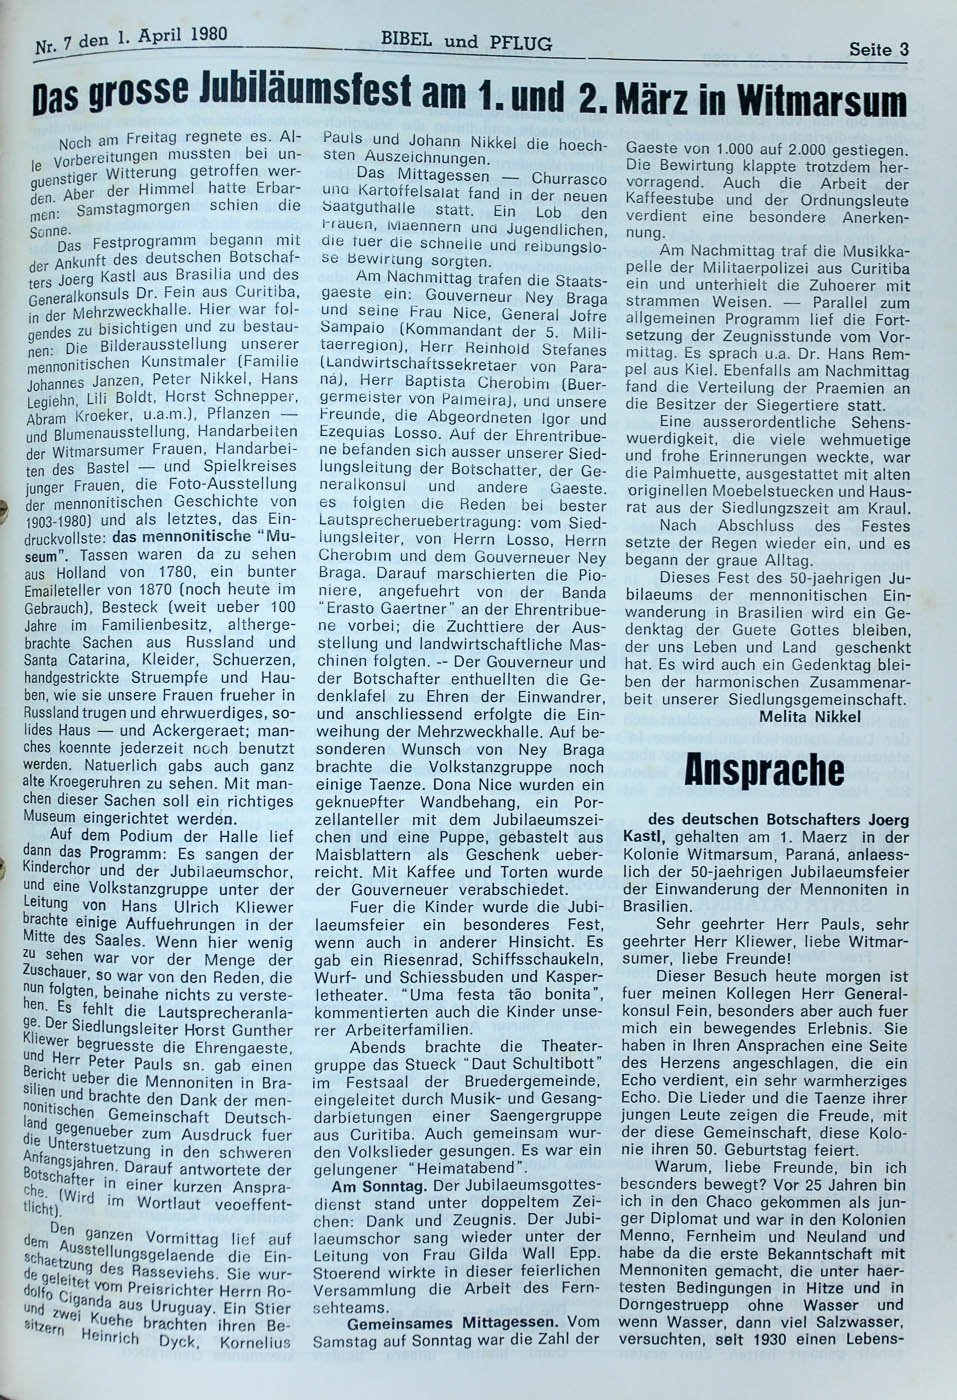 Nr. 7 den 1. April 1980
BIBEL und PFLUG
Seite 3
Das grosse Jubiläumsfest am 1. und 2. März in Witmarsum
Noch am Freitag regnete es. Al-
le Vorbereitungen mussten bei un-
guenstiger Witterung getroffen wer-
den. Aber der Himmel hatte Erbar-
men: Samstagmorgen schien die
Sonne.
Das Festprogramm begann mit
der Ankunft des deutschen Botschaf-
ters Joerg Kastl aus Brasilia und des
Generalkonsuls Dr. Fein aus Curitiba,
in der Mehrzweckhalle. Hier war fol-
gendes zu bisichtigen und zu bestau-
nen: Die Bilderausstellung unserer
mennonitischen Kunstmaler (Familie
Johannes Janzen, Peter Nikkel, Hans
Legiehn, Lili Boldt, Horst Schnepper,
Abram Kroeker, u.a.m.), Pflanzen —
und Blumenausstellung, Handarbeiten
der Witmarsumer Frauen, Handarbei-
ten des Bastel — und Spielkreises
junger Frauen, die Foto-Ausstellung
der mennonitischen Geschichte von
1903-1980) und als letztes, das Ein-
druckvollste: das mennonitische "Mu-
seum". Tassen waren da zu sehen
aus Holland von 1780, ein bunter
Emaileteller von 1870 (noch heute im
Gebrauch), Besteck (weit ueber 100
Jahre im Familienbesitz, altherge-
brachte Sachen aus Russland und
Santa Catarina, Kleider, Schuerzen,
handgestrickte Struempfe und Hau-
ben, wie sie unsere Frauen frueher in
Russland trugen und ehrwuerdiges, so-
lides Haus — und Ackergeraet; man-
ches koennte jederzeit noch benutzt
werden. Natuerlich gabs auch ganz
alte Kroegeruhren zu sehen. Mit man-
chen dieser Sachen soll ein richtiges
Museum eingerichtet werden.
Auf dem Podium der Halle lief
dann das Programm: Es sangen der
Kinderchor und der Jubilaeumschor,
und eine Volkstanzgruppe unter der
Leitung von Hans Ulrich Kliewer
brachte einige Auffuehrungen in der
Mitte des Saales. Wenn hier wenig
zu sehen war vor der Menge der
Zuschauer, so war von den Reden, die
nun folgten, beinahe nichts zu verste-
hen. Es fehlt die Lautsprecheranla-
ge. Der Siedlungsleiter Horst Gunther
Kliewer begruesste die Ehrengaeste,
und Herr Peter Pauls sn. gab einen
Bericht ueber die Mennoniten in Bra-
silien und brachte den Dank der men-
nonitischen Gemeinschaft Deutsch-
land gegenueber zum Ausdruck fuer
die Unterstuetzung in den schweren
Anfangsjahren. Darauf antwortete der
Botschafter in einer kurzen Anspra-
che. (Wird im Wortlaut veoeffent-
tlicht).
Den ganzen Vormittag lief auf
dem Ausstellungsgelaende die Ein-
schaetzung des Rasseviehs. Sie wur-
de geleitet vom Preisrichter Herrn Ro-
dolfo Ciganda aus Uruguay. Ein Stier
und zwei Kuehe brachten ihren Be-
sitzern Heinrich Dyck, Kornelius
Pauls und Johann Nikkel die hoech-
sten Auszeichnungen.
Das Mittagessen — Churrasco
und Kartoffelsalat fand in der neuen
Saatguthalle statt. Ein Lob den
Frauen, Maennern und Jugendlichen,
die fuer die schnelle und reibungslo-
se Bewirtung sorgten.
Am Nachmittag trafen die Staats-
gaeste ein: Gouverneur Ney Braga
und seine Frau Nice, General Jofre
Sampaio (Kommandant der 5. Mili-
taerregion), Herr Reinhold Stefanes
(Landwirtschaftssekretaer von Para-
ná), Herr Baptista Cherobim (Buer-
germeister von Palmeira), und unsere
Freunde, die Abgeordneten Igor und
Ezequias Losso. Auf der Ehrentribue-
ne befanden sich ausser unserer Sied-
lungsleitung der Botschatter, der Ge-
neralkonsul und andere Gaeste.
es folgten die Reden bei bester
Lautsprecheruebertragung: vom Sied-
lungsleiter, von Herrn Losso, Herrn
Cherobim und dem Gouverneuer Ney
Braga. Darauf marschierten die Pio-
niere, angefuehrt von der Banda
"Erasto Gaertner" an der Ehrentribue-
ne vorbei; die Zuchttiere der Aus-
stellung und landwirtschaftliche Mas-
chinen folgten. -- Der Gouverneur und
der Botschafter enthuellten die Ge-
denklafel zu Ehren der Einwandrer,
und anschliessend erfolgte die Ein-
weihung der Mehrzweckhalle. Auf be-
sonderen Wunsch von Ney Braga
brachte die Volkstanzgruppe noch
einige Taenze. Dona Nice wurden ein
geknuepfter Wandbehang, ein Por-
zellanteller mit dem Jubilaeumszei-
chen und eine Puppe, gebastelt aus
Maisblattern als Geschenk ueber-
reicht. Mit Kaffee und Torten wurde
der Gouverneuer verabschiedet.
Fuer die Kinder wurde die Jubi-
laeumsfeier ein besonderes Fest,
wenn auch in anderer Hinsicht. Es
gab ein Riesenrad, Schiffsschaukeln,
Wurf- und Schiessbuden und Kasper-
letheater. "Uma festa tão bonita",
kommentierten auch die Kinder unse-
rer Arbeiterfamilien.
Abends brachte die Theater-
gruppe das Stueck "Daut Schultibott"
im Festsaal der Bruedergemeinde,
eingeleitet durch Musik- und Gesang-
darbietungen einer Saengergruppe
aus Curitiba. Auch gemeinsam wur-
den Volkslieder gesungen. Es war ein
gelungener "Heimatabend".
Am Sonntag. Der Jubilaeumsgottes-
dienst stand unter doppeltem Zei-
chen: Dank und Zeugnis. Der Jubi-
laeumschor sang wieder unter der
Leitung von Frau Gilda Wall Epp.
Stoerend wirkte in dieser feierlichen
Versammlung die Arbeit des Fern-
sehteams.
Gemeinsames Mittagessen. Vom
Samstag auf Sonntag war die Zahl der
Gaeste von 1.000 auf 2.000 gestiegen.
Die Bewirtung klappte trotzdem her-
vorragend. Auch die Arbeit der
Kaffeestube und der Ordnungsleute
verdient eine besondere Anerken-
nung.
Am Nachmittag traf die Musikka-
pelle der Militaerpolizei aus Curitiba
ein und unterhielt die Zuhoerer mit
strammen Weisen. — Parallel zum
allgemeinen Programm lief die Fort-
setzung der Zeugnisstunde vom Vor-
mittag. Es sprach u.a. Dr. Hans Rem-
pel aus Kiel. Ebenfalls am Nachmittag
fand die Verteilung der Praemien an
die Besitzer der Siegertiere statt.
Eine ausserordentliche Sehens-
wuerdigkeit, die viele wehmuetige
und frohe Erinnerungen weckte, war
die Palmhuette, ausgestattet mit alten
originellen Moebelstuecken und Haus-
rat aus der Siedlungszseit am Kraul.
Nach Abschluss des Festes
setzte der Regen wieder ein, und es
begann der graue Alltag.
Dieses Fest des 50-jaehrigen Ju-
bilaeums der mennonitischen Ein-
wanderung in Brasilien wird ein Ge-
denktag der Guete Gottes bleiben,
der uns Leben und Land geschenkt
hat. Es wird auch ein Gedenktag blei-
ben der harmonischen Zusammenar-
beit unserer Siedlungsgemeinschaft.
Melita Nikkel
Ansprache
des deutschen Botschafters Joerg
Kastl, gehalten am 1. Maerz in der
Kolonie Witmarsum, Paraná, anlaess-
lich der 50-jaehrigen Jubilaeumsfeier
der Einwanderung der Mennoniten in
Brasilien.
Sehr geehrter Herr Pauls, sehr
geehrter Herr Kliewer, liebe Witmar-
sumer, liebe Freunde!
Dieser Besuch heute morgen ist
fuer meinen Kollegen Herr General-
konsul Fein, besonders aber auch fuer
mich ein bewegendes Erlebnis. Sie
haben in Ihren Ansprachen eine Seite
des Herzens angeschlagen, die ein
Echo verdient, ein sehr warmherziges
Echo. Die Lieder und die Taenze ihrer
jungen Leute zeigen die Freude, mit
der diese Gemeinschaft, diese Kolo-
nie ihren 50. Geburtstag feiert.
Warum, liebe Freunde, bin ich
besonders bewegt? Vor 25 Jahren bin
ich in den Chaco gekommen als jun-
ger Diplomat und war in den Kolonien
Menno, Fernheim und Neuland und
habe da die erste Bekanntschaft mit
Mennoniten gemacht, die unter haer-
testen Bedingungen in Hitze und in
Dorngestruepp ohne Wasser und
wenn Wasser, dann viel Salzwasser,
versuchten, seit 1930 einen Lebens-